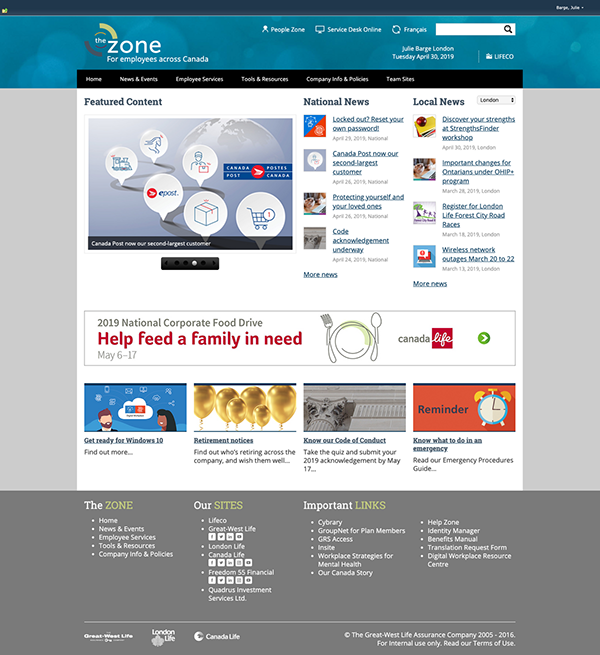 Barge, Julie
the zone
For employees across Canada
People Zone
Service Desk Online
Français
Julie Barge London
Tuesday April 30, 2019
LIFECO
Home
News & Events
Employee Services
Tools & Resources
Company Info & Policies
Team Sites
Featured Content
CANADA POST
POSTES CANADA
epost
Canada Post now our second-largest customer
National News
Locked out? Reset your
own password!
April 29, 2019, National
Canada Post now our
second-largest
customer
April 26, 2019, National
Protecting yourself and
your loved ones
April 26, 2019, National
Code
acknowledgement
underway
April 24, 2019, National
More news
Local News
London
Discover your strengths
at StrengthsFinder
workshop
April 30, 2019, London
Important changes for
Ontarians under OHIP+
program
March 28, 2019, London
Register for London
Life Forest City Road
Races
March 18, 2019, London
Wireless network
outages March 20 to 22
March 13, 2019, London
More news
2019 National Corporate Food Drive
Help feed a family in need
May 6–17
canada life
Get ready for Windows 10
Find out more...
Retirement notices
Find out who's retiring across the
company, and wish them well...
Know our Code of Conduct
Take the quiz and submit your
2019 acknowledgement by May
17...
Reminder
Know what to do in an
emergency
Read our Emergency Procedures
Guide...
The ZONE
Home
News & Events
Employee Services
Tools & Resources
Company Info & Policies
Our SITES
Lifeco
Great-West Life
London Life
Canada Life
Freedom 55 Financial
Quadrus Investment
Services Ltd.
Important LINKS
Cybrary
GroupNet for Plan Members
GRS Access
Insite
Workplace Strategies for
Mental Health
Our Canada Story
Help Zone
Identity Manager
Benefits Manual
Translation Request Form
Digital Workplace Resource
Centre
Great-West Life
London Life
Canada Life
© The Great-West Life Assurance Company 2005 - 2016.
For Internal use only. Read our Terms of Use.